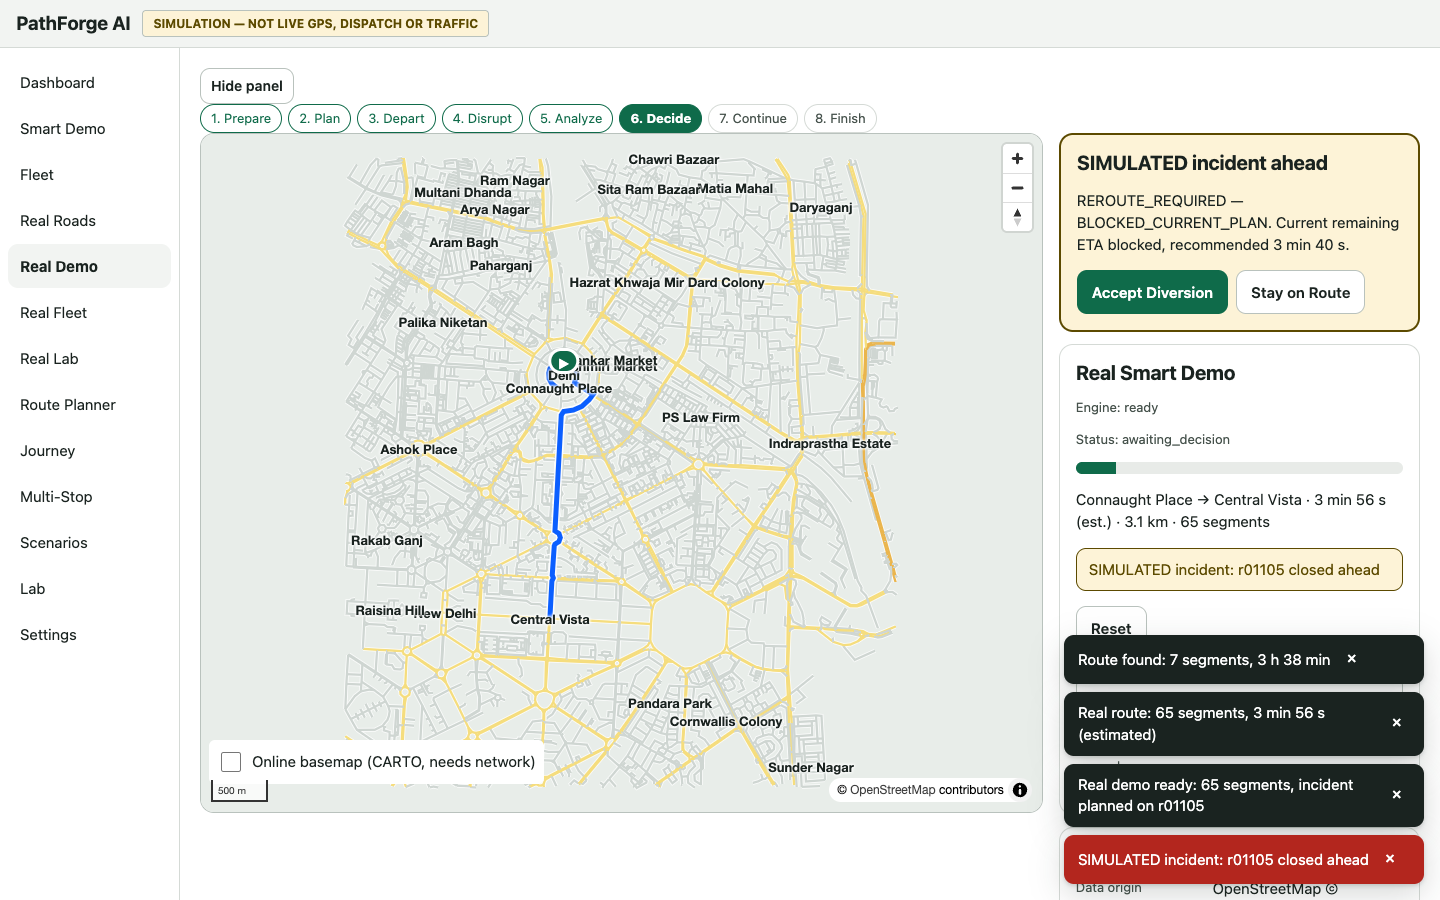 PathForge AI
SIMULATION — NOT LIVE GPS, DISPATCH OR TRAFFIC
Dashboard
Smart Demo
Fleet
Real Roads
Real Demo
Real Fleet
Real Lab
Route Planner
Journey
Multi-Stop
Scenarios
Lab
Settings
Hide panel
1. Prepare
2. Plan
3. Depart
4. Disrupt
5. Analyze
6. Decide
7. Continue
8. Finish
Chawri Bazaar
Ram Nagar
Multani Dhanda
Sita Ram Bazaar
Matia Mahal
Arya Nagar
Daryaganj
Aram Bagh
Paharganj
Hazrat Khwaja Mir Dard Colony
Palika Niketan
Market
Market
Delhi
Connaught Place
PS Law Firm
Ashok Place
Indraprastha Estate
Rakab Ganj
Raisina Hill
New Delhi
Central Vista
Pandara Park
Cornwallis Colony
Sunder Nagar
Online basemap (CARTO, needs network)
500 m
© OpenStreetMap contributors
SIMULATED incident ahead
REROUTE_REQUIRED —
BLOCKED_CURRENT_PLAN. Current remaining
ETA blocked, recommended 3 min 40 s.
Accept Diversion
Stay on Route
Real Smart Demo
Engine: ready
Status: awaiting_decision
Connaught Place → Central Vista · 3 min 56 s
(est.) · 3.1 km · 65 segments
SIMULATED incident: r01105 closed ahead
Reset
Route found: 7 segments, 3 h 38 min ×
Real route: 65 segments, 3 min 56 s
(estimated) ×
Real demo ready: 65 segments, incident
planned on r01105 ×
SIMULATED incident: r01105 closed ahead ×
Data origin
OpenStreetMap ©